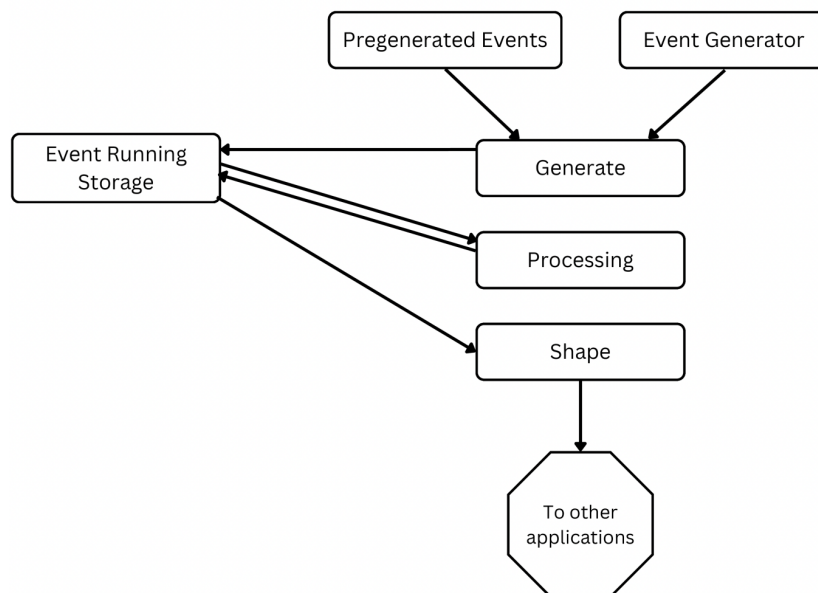 Pregenerated Events
Event Generator
Event Running
Storage
Generate
Processing
Shape
To other
applications